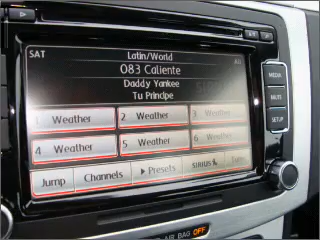 SAT Latin/World
083 Caliente
Daddy Yankee
Tu Principe
1 Weather 2 Weather 3 Weather
4 Weather 5 Weather 6 Weather
Jump Channels Presets SIRIUS
MEDIA
MUTE
SETUP
AIR BAG OFF